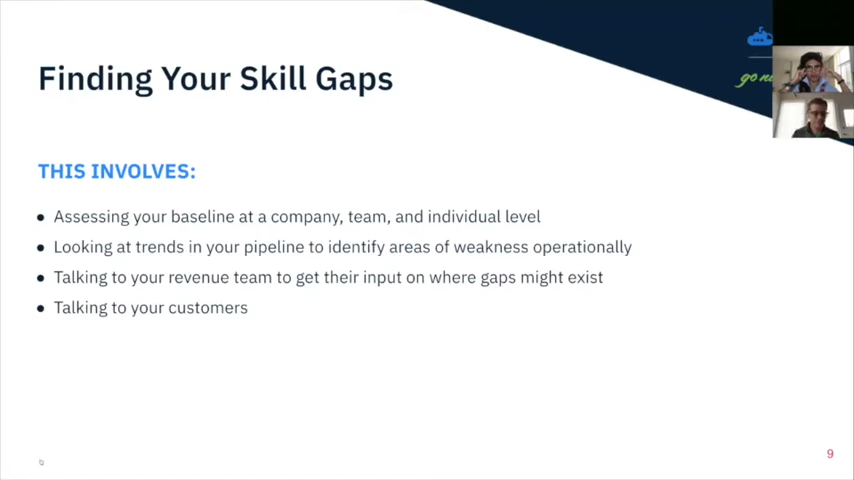 Finding Your Skill Gaps
go
THIS INVOLVES:
● Assessing your baseline at a company, team, and individual level
● Looking at trends in your pipeline to identify areas of weakness operationally
● Talking to your revenue team to get their input on where gaps might exist
● Talking to your customers
9